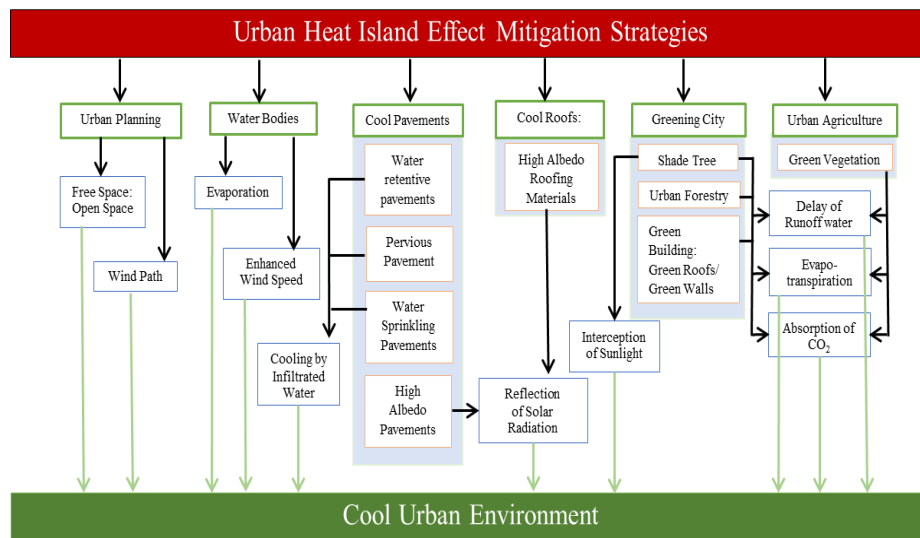 Urban Heat Island Effect Mitigation Strategies
Urban Planning
Water Bodies
Cool Pavements
Cool Roofs:
Greening City
Urban Agriculture
Free Space:
Open Space
Wind Path
Evaporation
Enhanced
Wind Speed
Cooling by
Infiltrated
Water
Water
retentive
pavements
Pervious
Pavement
Water
Sprinkling
Pavements
High
Albedo
Pavements
High Albedo
Roofing
Materials
Reflection
of Solar
Radiation
Shade Tree
Urban Forestry
Green
Building:
Green Roofs/
Green Walls
Interception
of Sunlight
Green Vegetation
Delay of
Runoff water
Evapo-
transpiration
Absorption of
CO₂
Cool Urban Environment